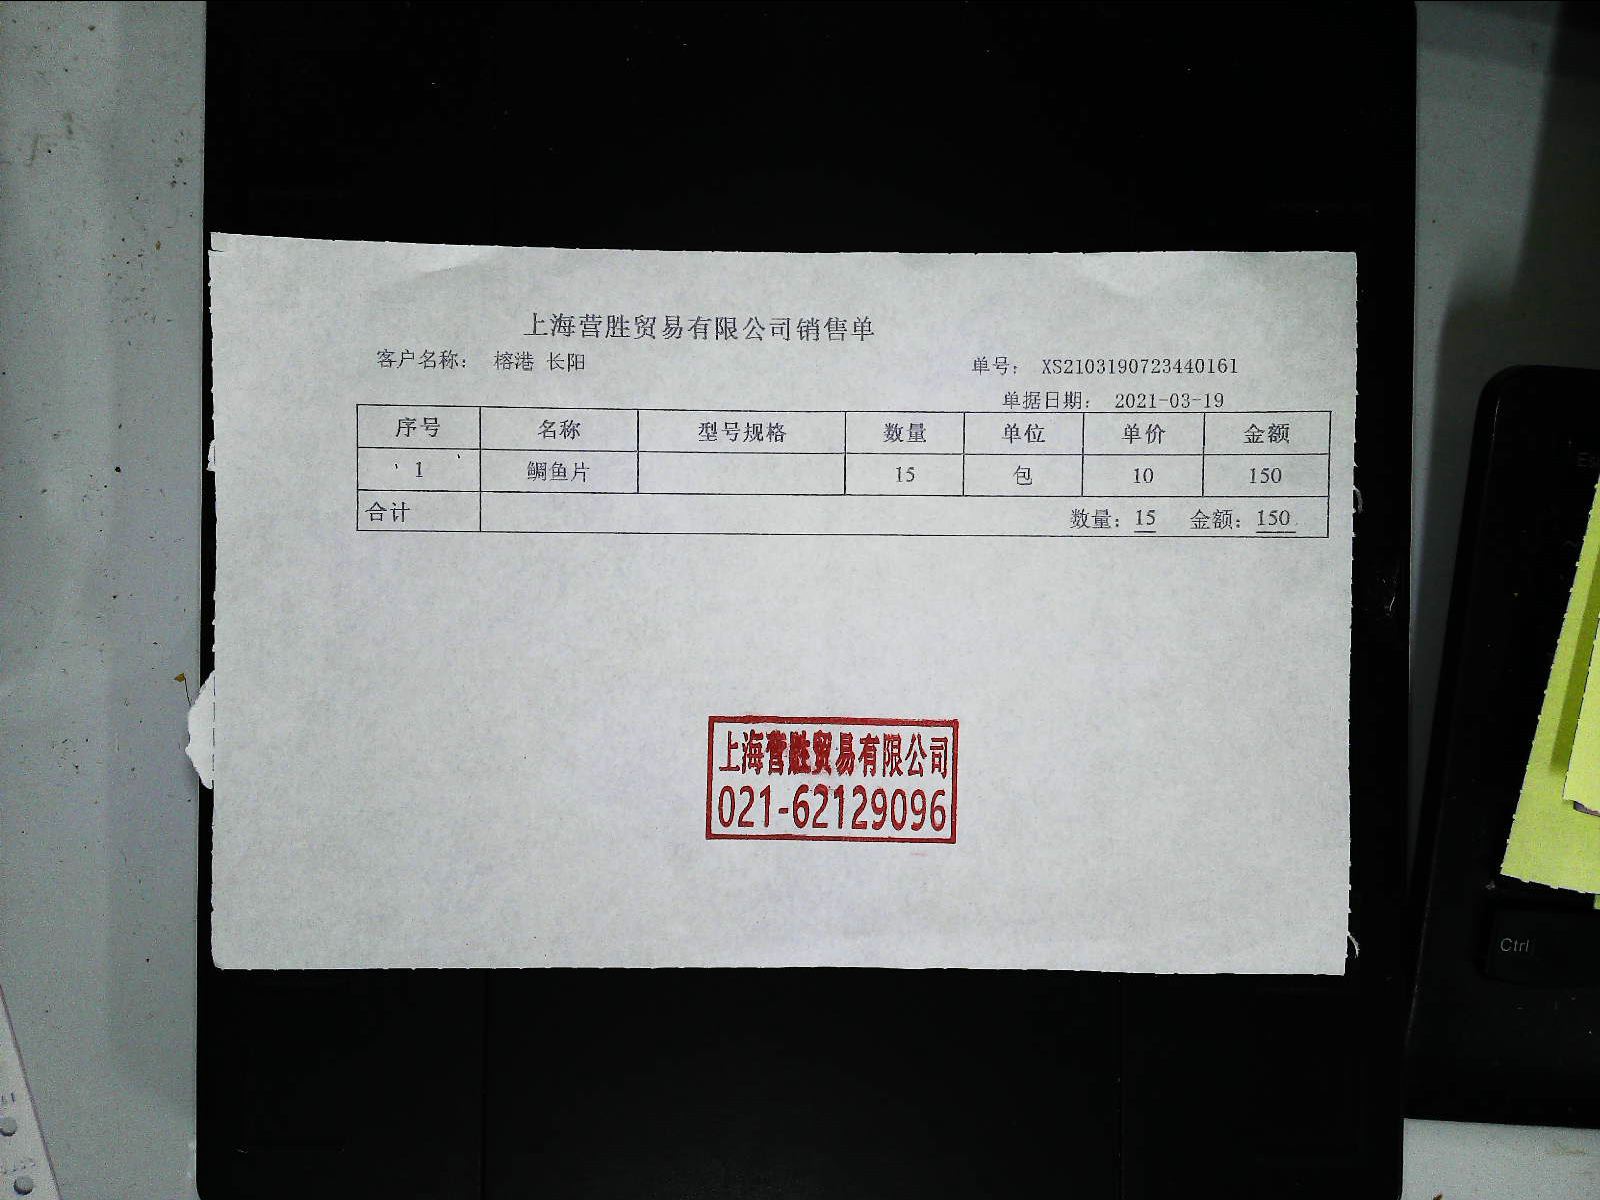 上海营胜贸易有限公司销售单
客户名称: 榕港 长阳 单号: XS2103190723440161
单据日期: 2021-03-19
序号 名称 型号规格 数量 单位 单价 金额
1 鲷鱼片 15 包 10 150
合计 数量: 15 金额: 150
上海营胜贸易有限公司
021-62129096
Ctrl